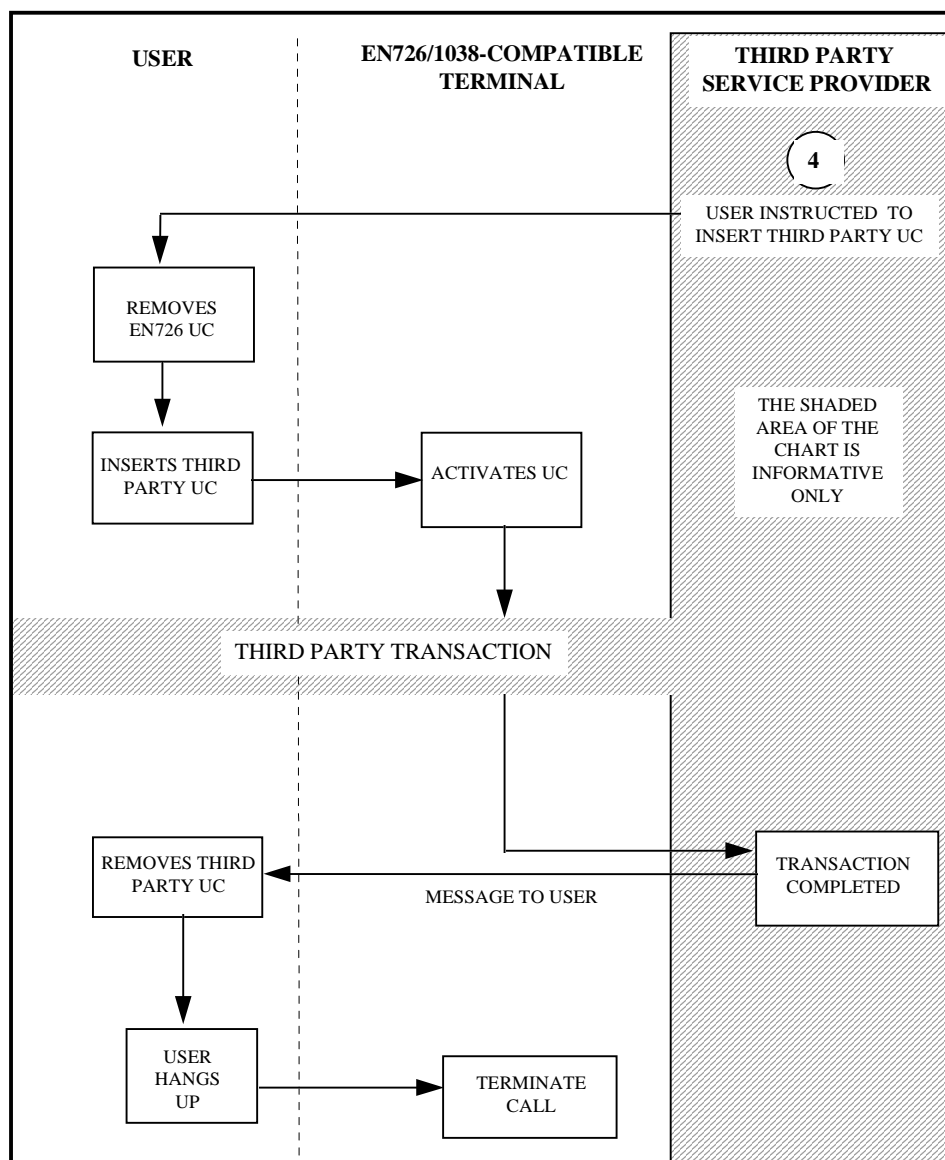 USER
EN726/1038-COMPATIBLE
TERMINAL
THIRD PARTY
SERVICE PROVIDER
4
USER INSTRUCTED TO
INSERT THIRD PARTY UC
REMOVES
EN726 UC
INSERTS THIRD
PARTY UC
ACTIVATES UC
THE SHADED
AREA OF THE
CHART IS
INFORMATIVE
ONLY
THIRD PARTY TRANSACTION
REMOVES THIRD
PARTY UC
MESSAGE TO USER
TRANSACTION
COMPLETED
USER
HANGS
UP
TERMINATE
CALL